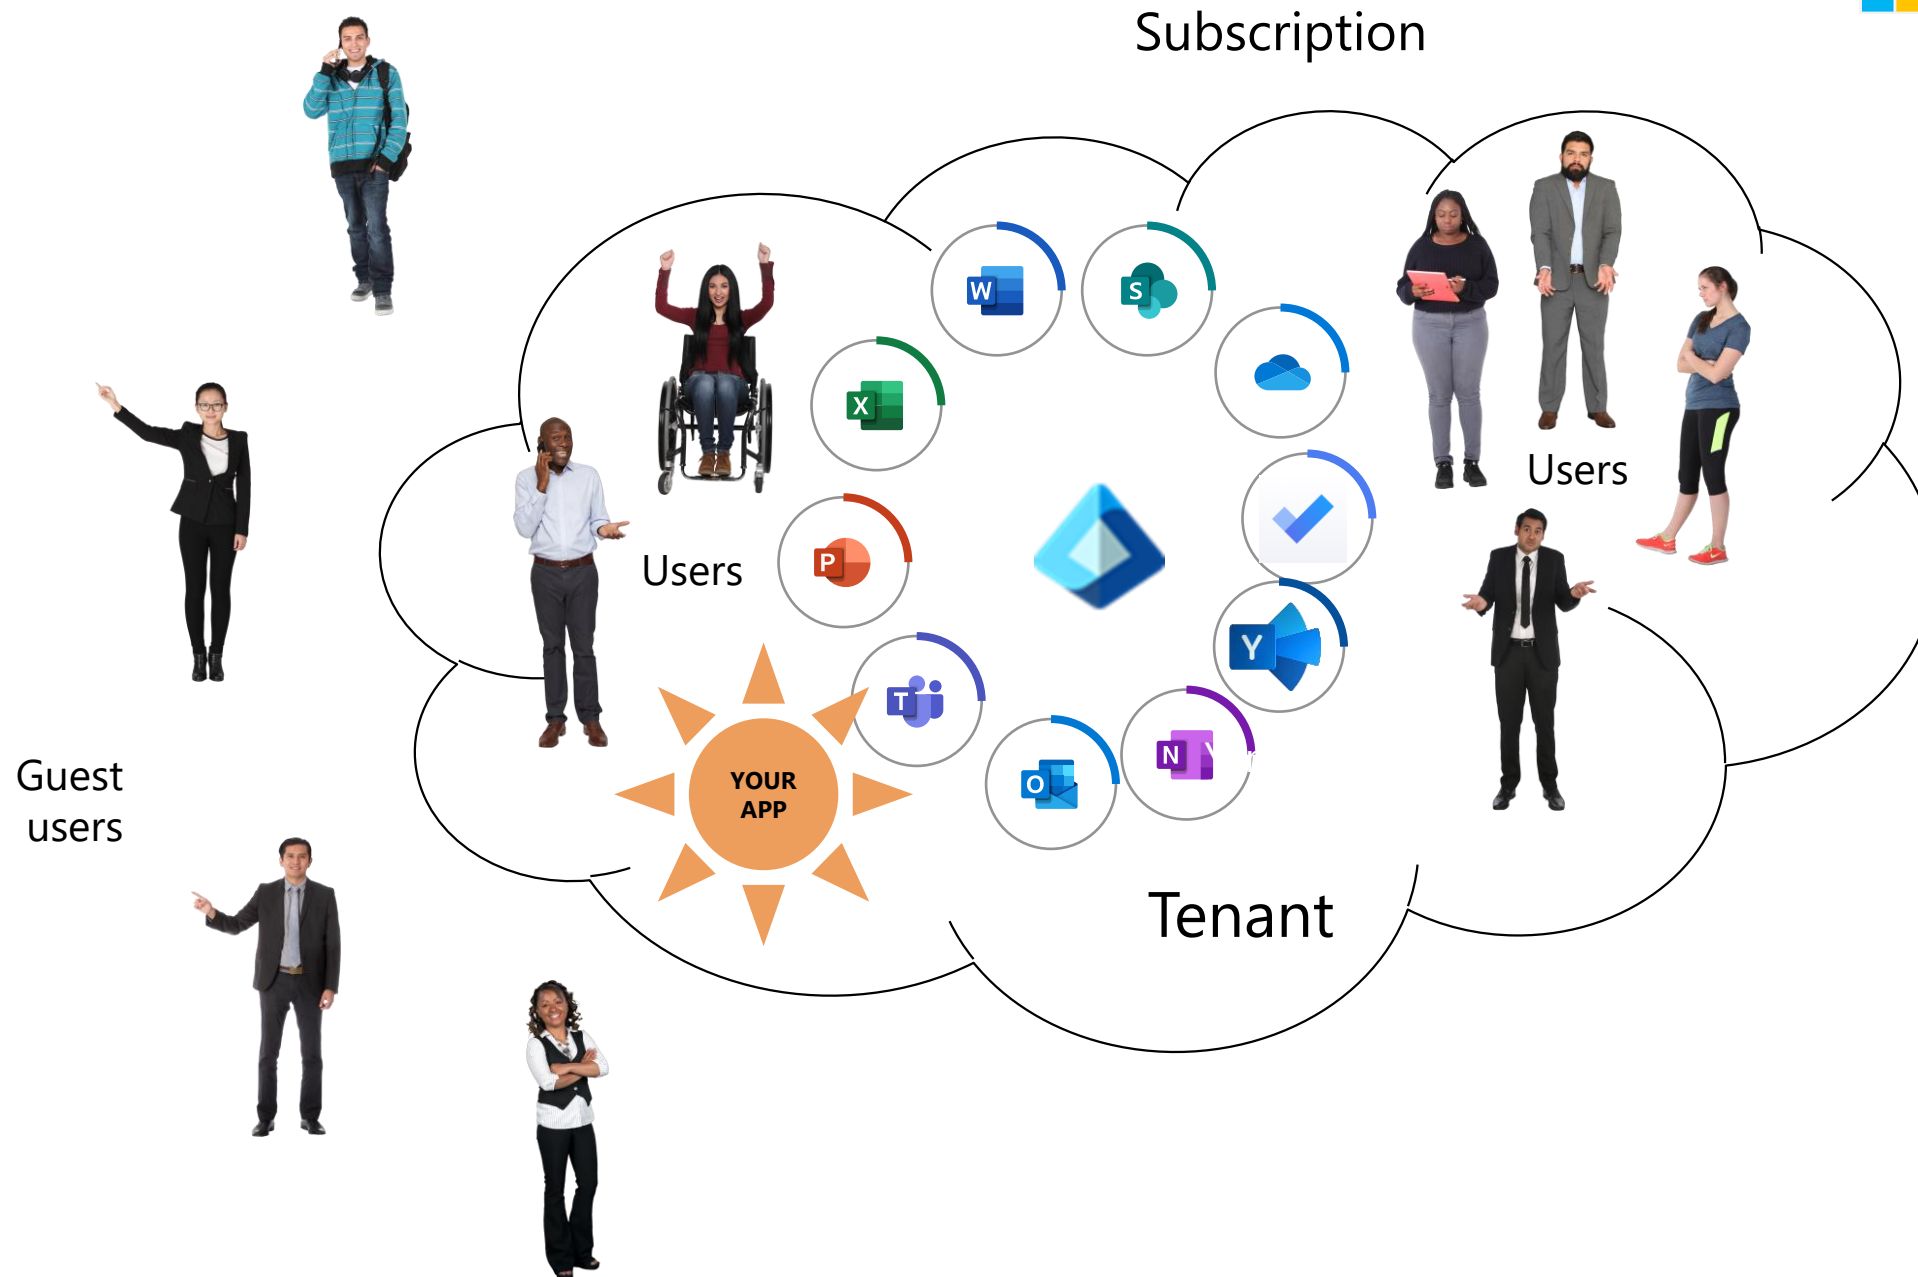 Subscription
W
S
X
Users
P
Users
Y
T
YOUR
APP
N
O
Guest
users
Tenant